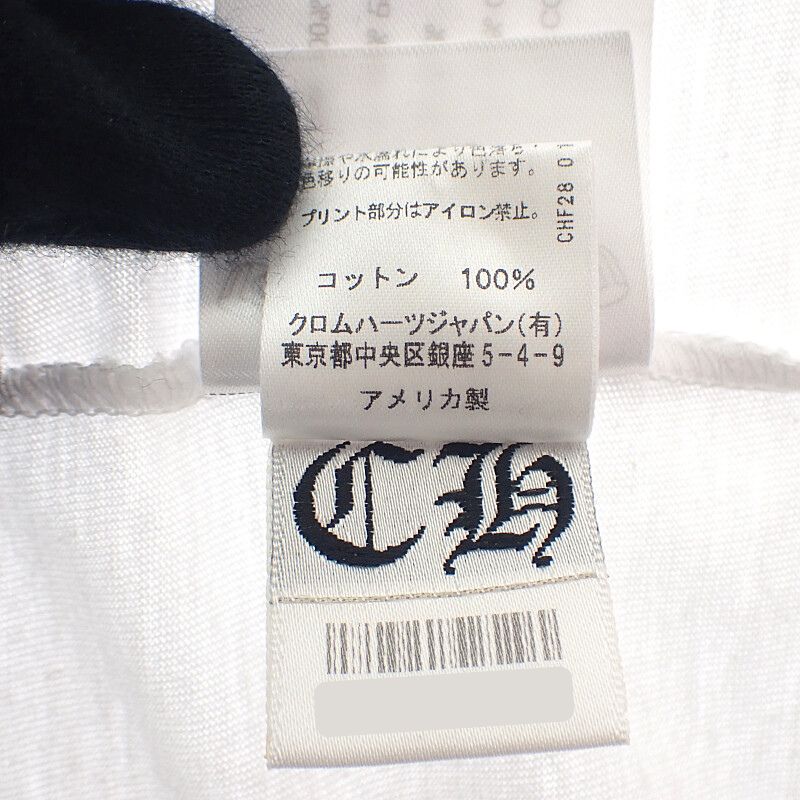 色移りの可能性があります。
プリント部分はアイロン禁止。
CHF28 01
コットン 100%
クロムハーツジャパン(有)
東京都中央区銀座5-4-9
アメリカ製
CH